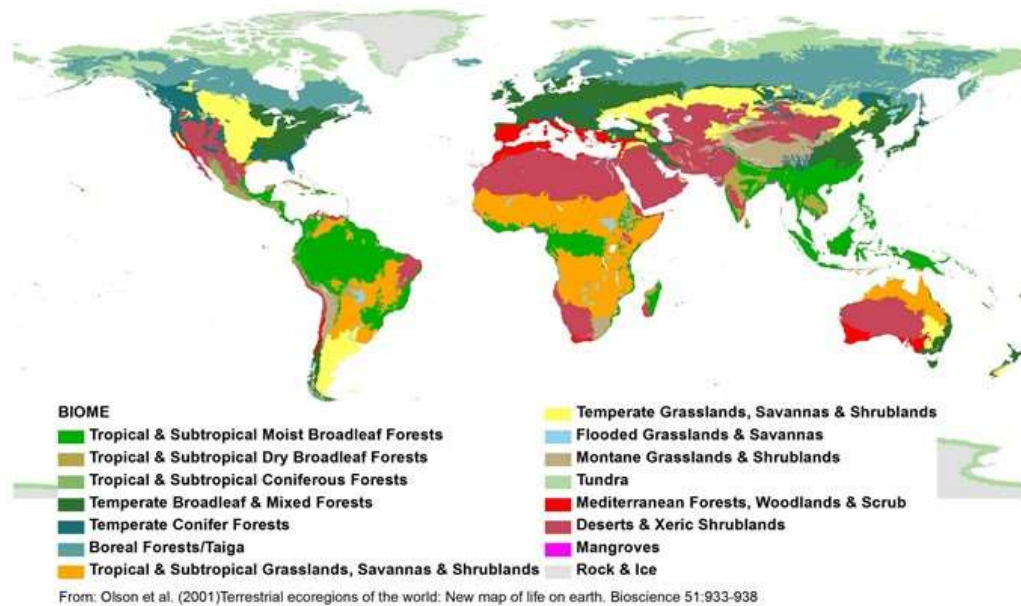 BIOME
Tropical & Subtropical Moist Broadleaf Forests
Tropical & Subtropical Dry Broadleaf Forests
Tropical & Subtropical Coniferous Forests
Temperate Broadleaf & Mixed Forests
Temperate Conifer Forests
Boreal Forests/Taiga
Tropical & Subtropical Grasslands, Savannas & Shrublands
Temperate Grasslands, Savannas & Shrublands
Flooded Grasslands & Savannas
Montane Grasslands & Shrublands
Tundra
Mediterranean Forests, Woodlands & Scrub
Deserts & Xeric Shrublands
Mangroves
Rock & Ice
From: Olson et al. (2001)Terrestrial ecoregions of the world: New map of life on earth. Bioscience 51:933-938